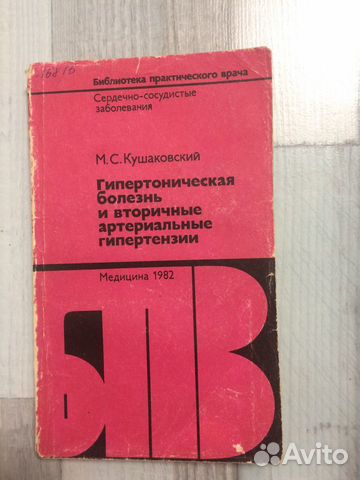 Библиотека практического врача
Сердечно-сосудистые
заболевания
М.С.Кушаковский
Гипертоническая
болезнь
и вторичные
артериальные
гипертензии
Медицина 1982
БПВ
Avito